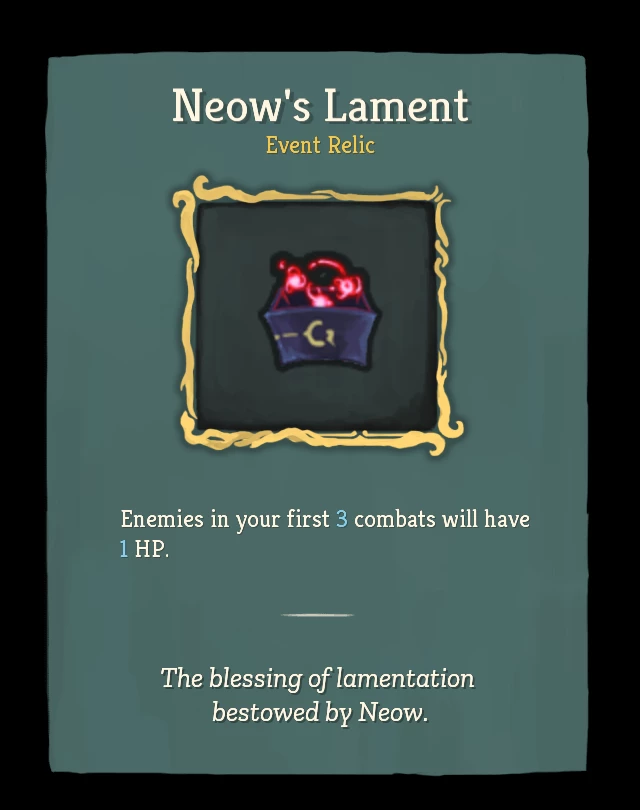 Neow's Lament
Event Relic
Enemies in your first 3 combats will have
1 HP.
The blessing of lamentation
bestowed by Neow.